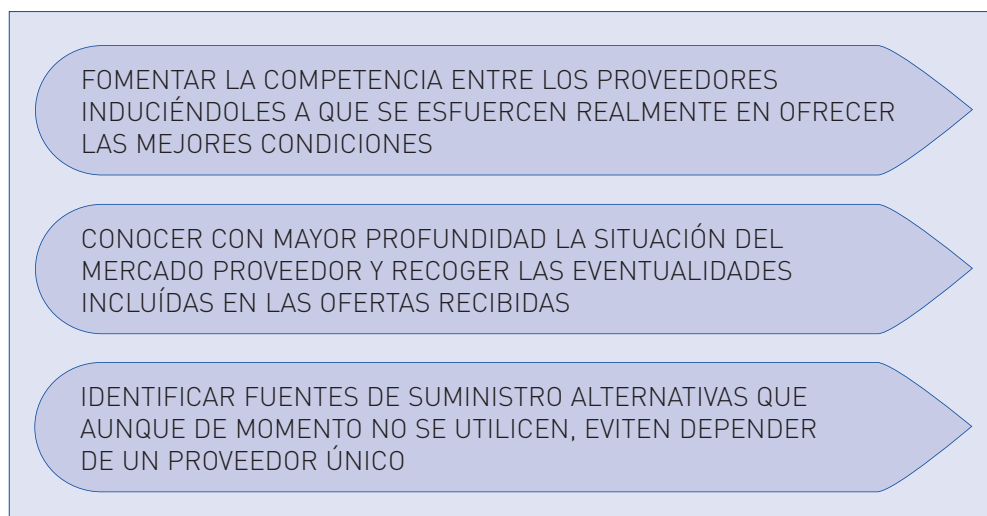 FOMENTAR LA COMPETENCIA ENTRE LOS PROVEEDORES
INDUCIÉNDOLES A QUE SE ESFUERCEN REALMENTE EN OFRECER
LAS MEJORES CONDICIONES
CONOCER CON MAYOR PROFUNDIDAD LA SITUACIÓN DEL
MERCADO PROVEEDOR Y RECOGER LAS EVENTUALIDADES
INCLUÍDAS EN LAS OFERTAS RECIBIDAS
IDENTIFICAR FUENTES DE SUMINISTRO ALTERNATIVAS QUE
AUNQUE DE MOMENTO NO SE UTILICEN, EVITEN DEPENDER
DE UN PROVEEDOR ÚNICO